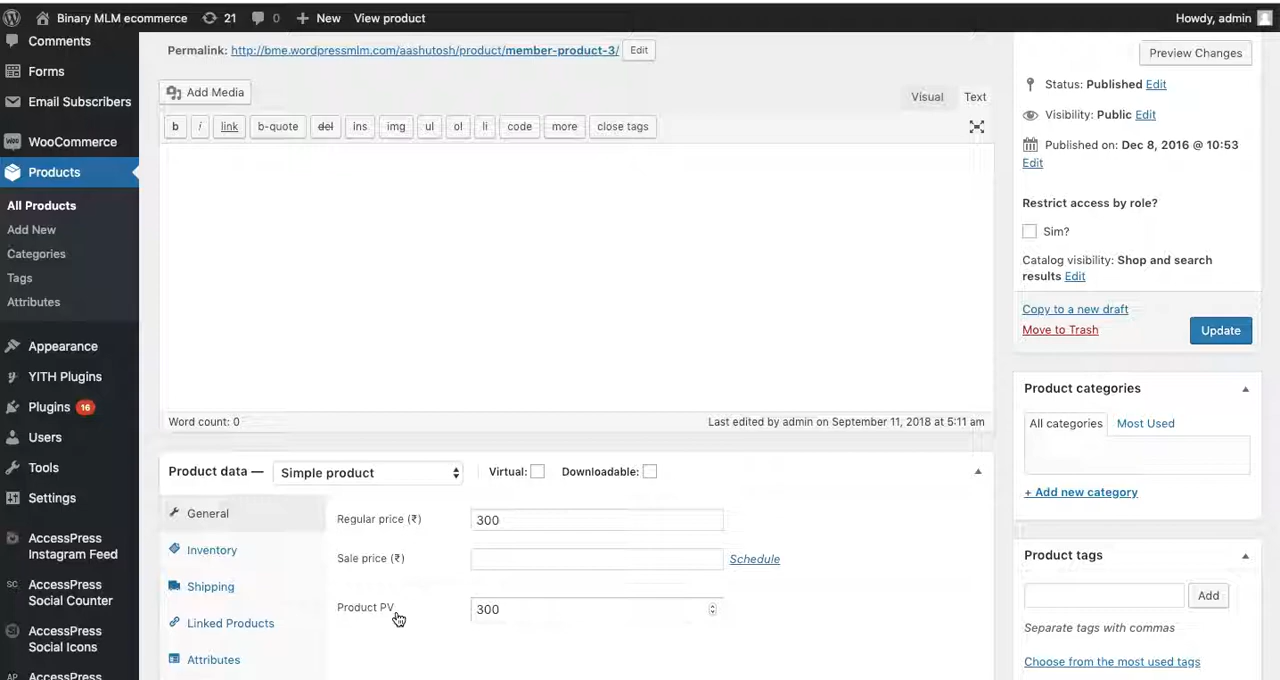 Binary MLM ecommerce 21 0 New View product Howdy, admin
Comments
Forms
Email Subscribers
WooCommerce
Products
All Products
Add New
Categories
Tags
Attributes
Appearance
YITH Plugins
Plugins 16
Users
Tools
Settings
AccessPress
Instagram Feed
SC AccessPress
Social Counter
AccessPress
Social Icons
AP AccessPress
Permalink: http://bme.wordpressmlm.com/aashutosh/product/member-product-3/ Edit
Add Media
Visual Text
b i link b-quote del ins img ul ol li code more close tags
Word count: 0 Last edited by admin on September 11, 2018 at 5:11 am
Product data — Simple product Virtual: Downloadable:
General
Inventory
Shipping
Linked Products
Attributes
Regular price (₹) 300
Sale price (₹) Schedule
Product PV 300
Preview Changes
Status: Published Edit
Visibility: Public Edit
Published on: Dec 8, 2016 @ 10:53
Edit
Restrict access by role?
Sim?
Catalog visibility: Shop and search
results Edit
Copy to a new draft
Move to Trash
Update
Product categories
All categories Most Used
+ Add new category
Product tags
Add
Separate tags with commas
Choose from the most used tags